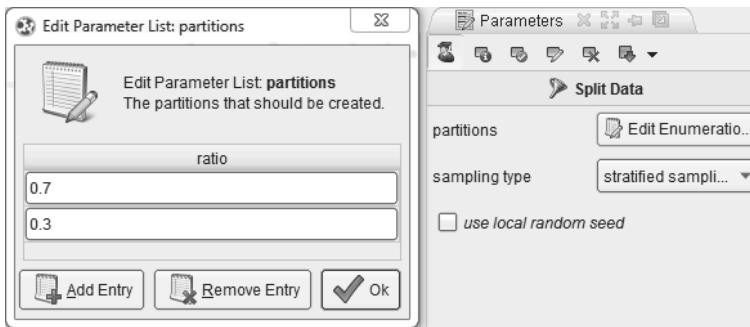 Edit Parameter List: partitions
Edit Parameter List: partitions
The partitions that should be created.
ratio
0.7
0.3
Add Entry
Remove Entry
Ok
Parameters
Split Data
partitions
Edit Enumeratio...
sampling type
stratified sampli...
use local random seed